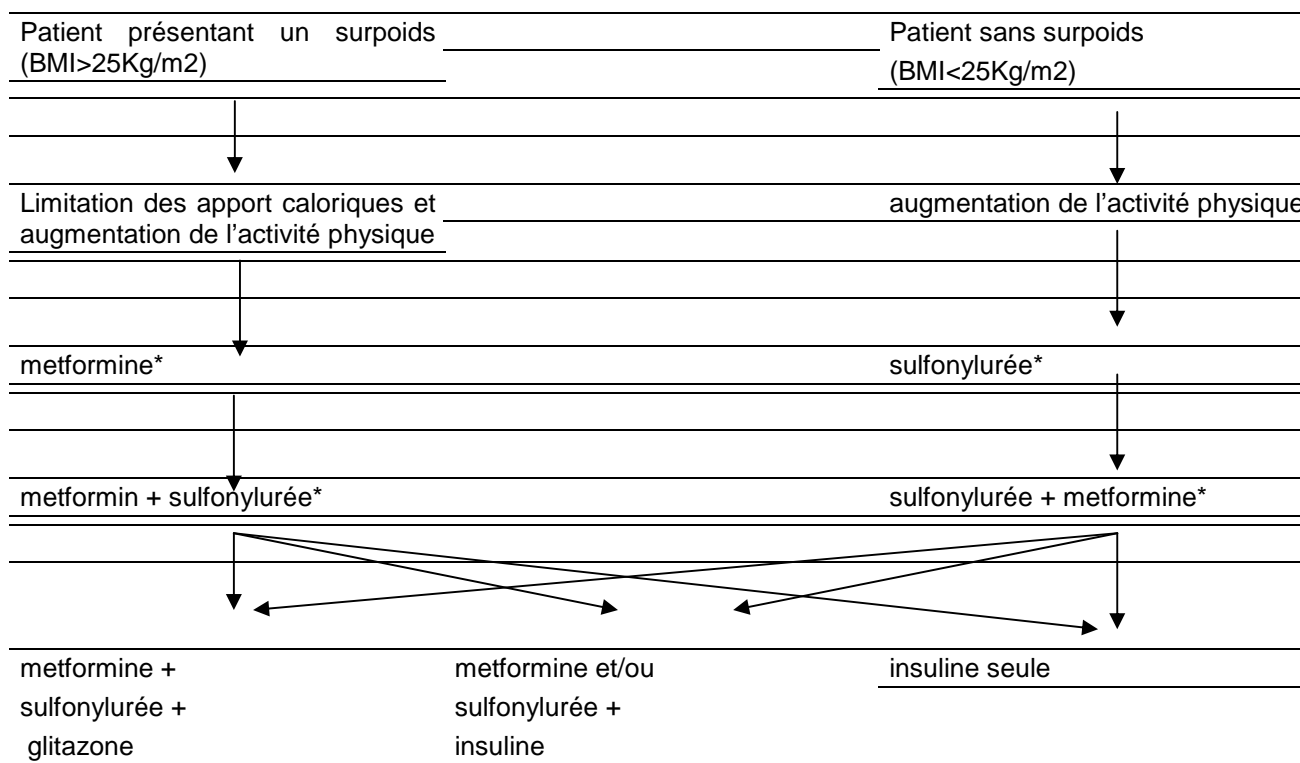 Patient présentant un surpoids
(BMI>25Kg/m2)
Patient sans surpoids
(BMI<25Kg/m2)
Limitation des apport caloriques et
augmentation de l'activité physique
augmentation de l'activité physique
metformine*
sulfonylurée*
metformin + sulfonylurée*
sulfonylurée + metformine*
metformine +
sulfonylurée +
glitazone
metformine et/ou
sulfonylurée +
insuline
insuline seule